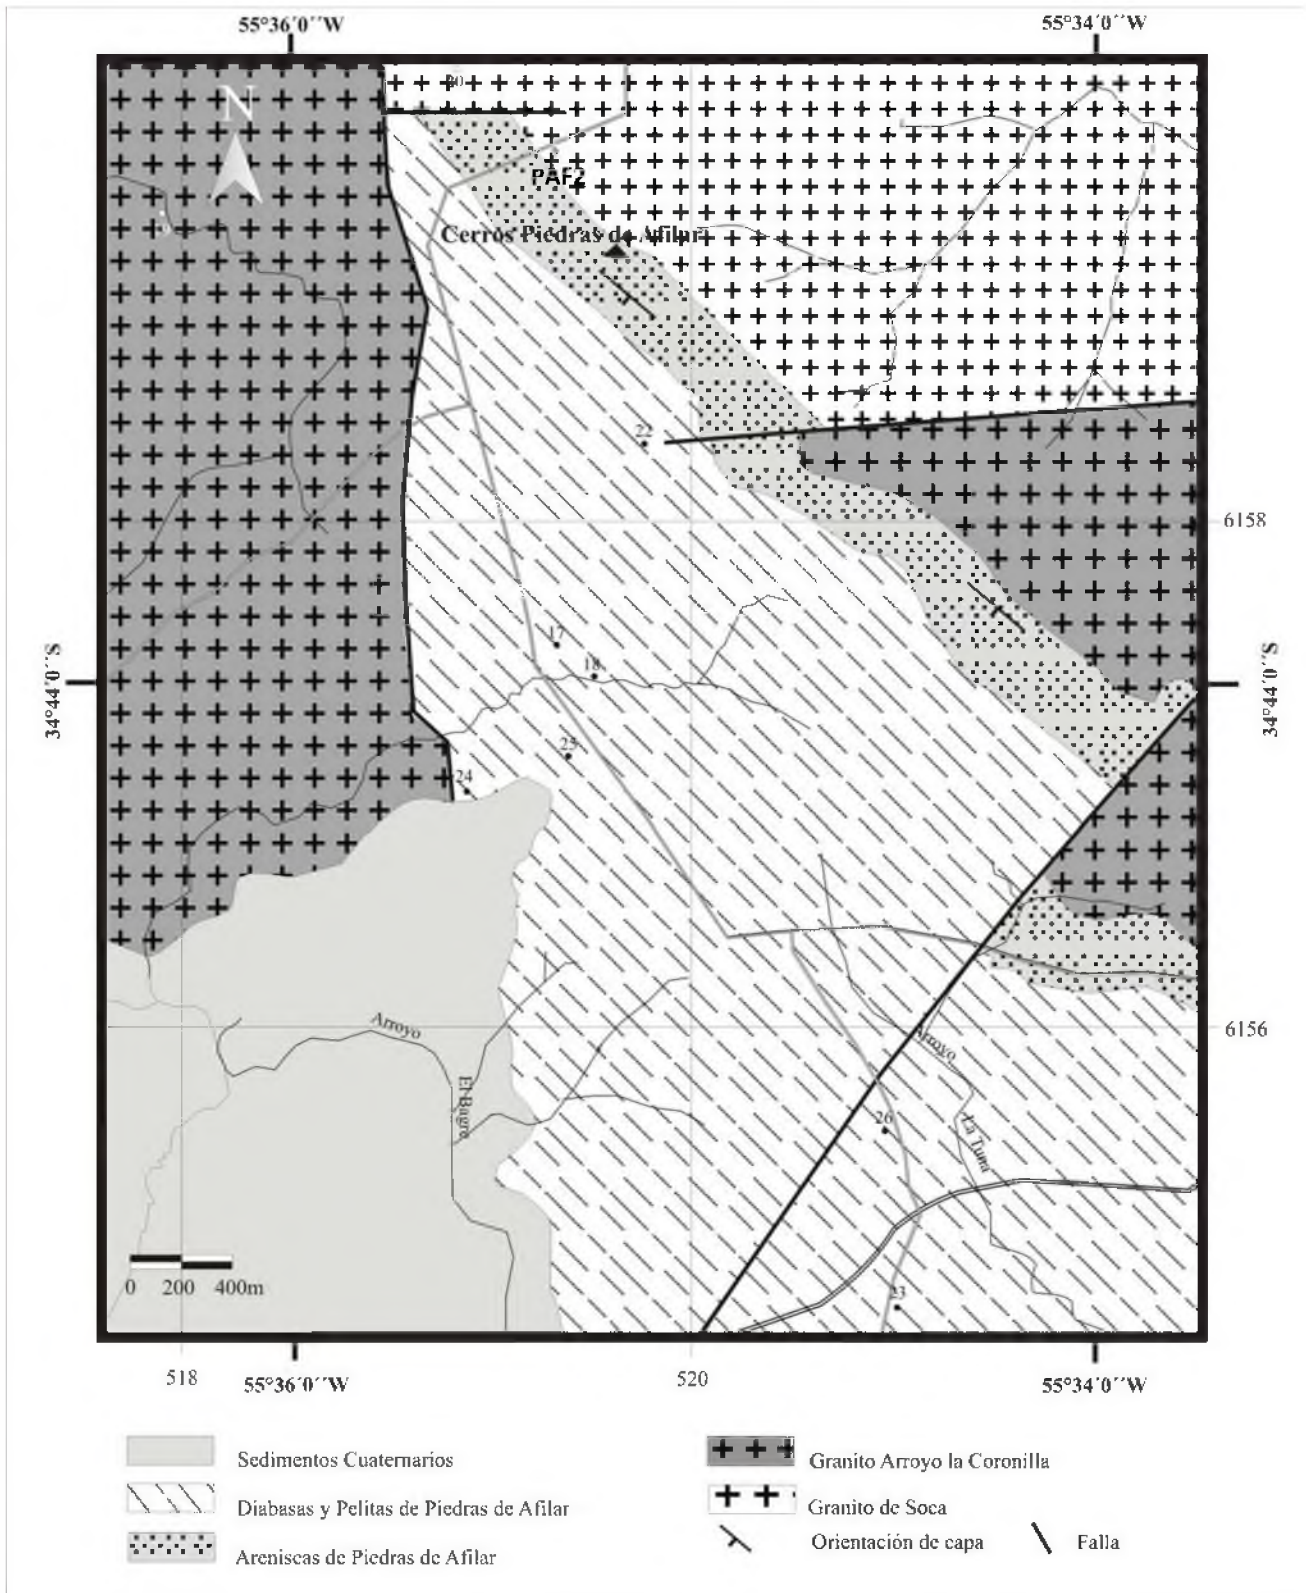 55°36´0´´W
55°34´0´´W
N
PAF2
Cerros Piedras de Afilar
22
6158
17
18
34°44´0´´S
34°44´0´´S
25
24
Arroyo
El Bagre
Arroyo
La Tuna
6156
26
23
0 200 400m
518
55°36´0´´W
520
55°34´0´´W
Sedimentos Cuaternarios
Diabasas y Pelitas de Piedras de Afilar
Areniscas de Piedras de Afilar
Granito Arroyo la Coronilla
Granito de Soca
Orientación de capa
Falla